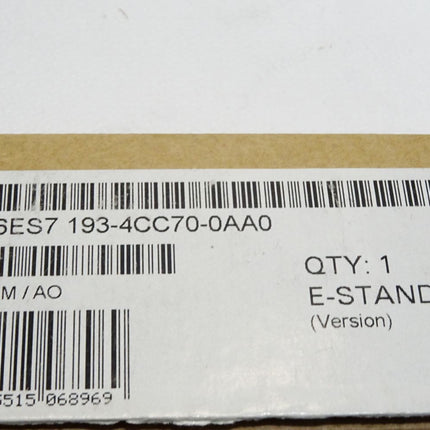 6ES7 193-4CC70-0AA0
M / AO
QTY: 1
E-STAND
(Version)
5515 068969